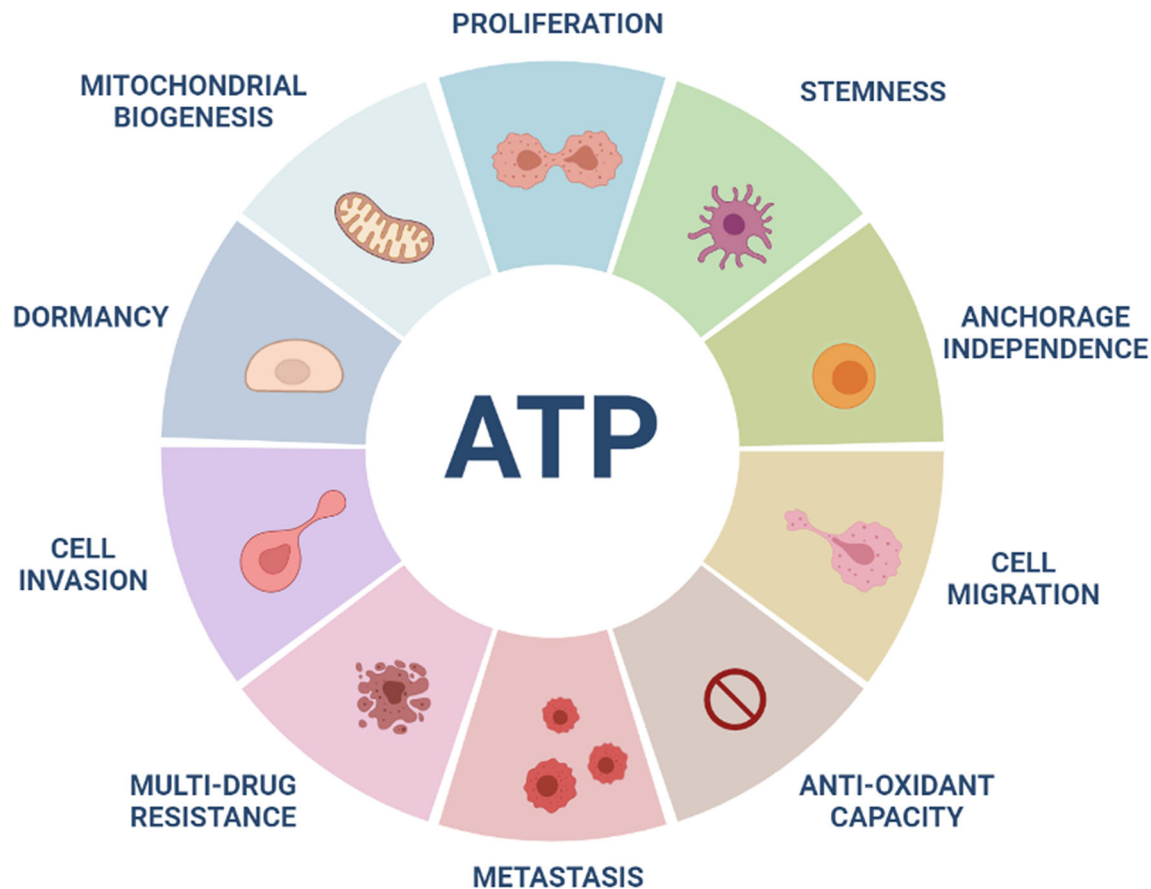 PROLIFERATION
STEMNESS
ANCHORAGE
INDEPENDENCE
CELL
MIGRATION
ANTI-OXIDANT
CAPACITY
METASTASIS
MULTI-DRUG
RESISTANCE
CELL
INVASION
DORMANCY
MITOCHONDRIAL
BIOGENESIS
ATP